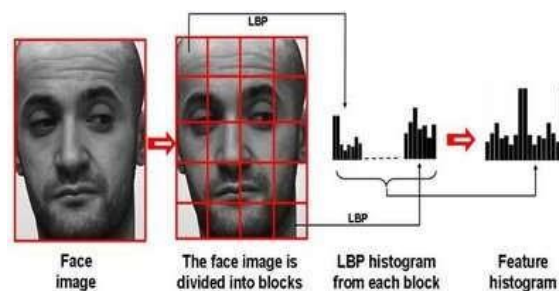 LBP
LBP
Face
image
The face image is
divided into blocks
LBP histogram
from each block
Feature
histogram